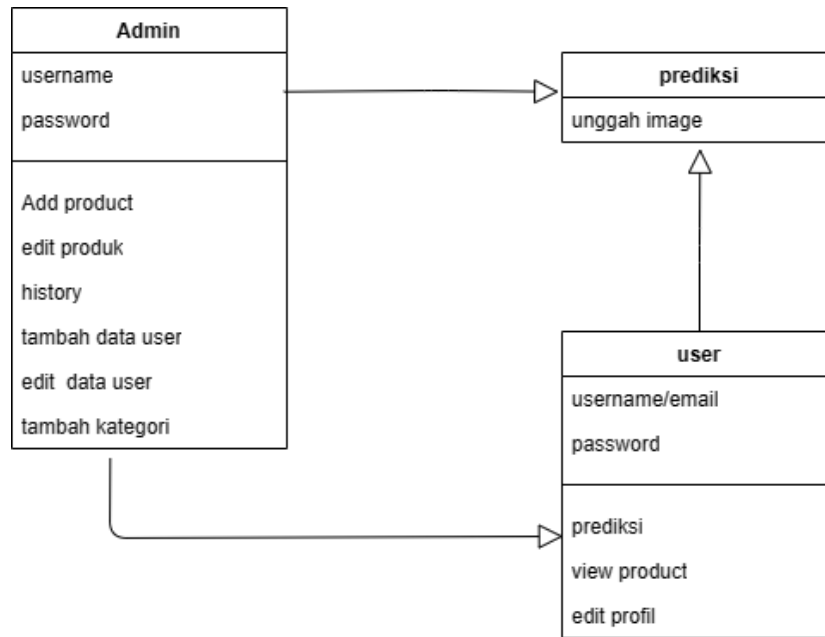 Admin
username
password
Add product
edit produk
history
tambah data user
edit  data user
tambah kategori
prediksi
unggah image
user
username/email
password
prediksi
view product
edit profil